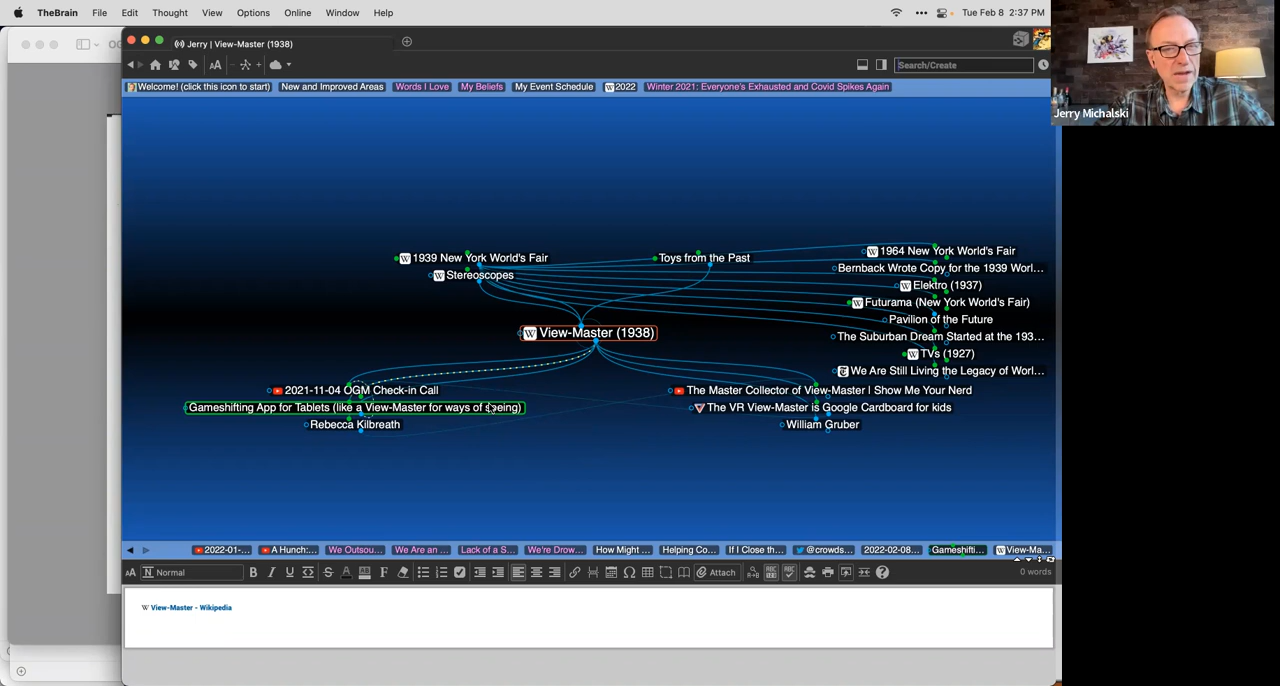 TheBrain File Edit Thought View Options Online Window Help Tue Feb 8 2:37 PM
Jerry | View-Master (1938)
AA Search/Create
Welcome! (click this icon to start) New and Improved Areas Words I Love My Beliefs My Event Schedule W 2022 Winter 2021: Everyone's Exhausted and Covid Spikes Again
Jerry Michalski
W 1939 New York World's Fair
W Stereoscopes
Toys from the Past
W 1964 New York World's Fair
Bernback Wrote Copy for the 1939 Worl...
W Elektro (1937)
W Futurama (New York World's Fair)
Pavilion of the Future
The Suburban Dream Started at the 193...
W TVs (1927)
We Are Still Living the Legacy of Worl...
W View-Master (1938)
2021-11-04 OGM Check-in Call
Gameshifting App for Tablets (like a View-Master for ways of seeing)
Rebecca Kilbreath
The Master Collector of View-Master | Show Me Your Nerd
The VR View-Master is Google Cardboard for kids
William Gruber
2022-01-... A Hunch:... We Outsou... We Are an ... Lack of a S... We're Drow... How Might ... Helping Co... If I Close th... @crowds... 2022-02-08... Gameshifti... W View-Ma...
AA N Normal B I U S A F Attach 0 words
W View-Master - Wikipedia